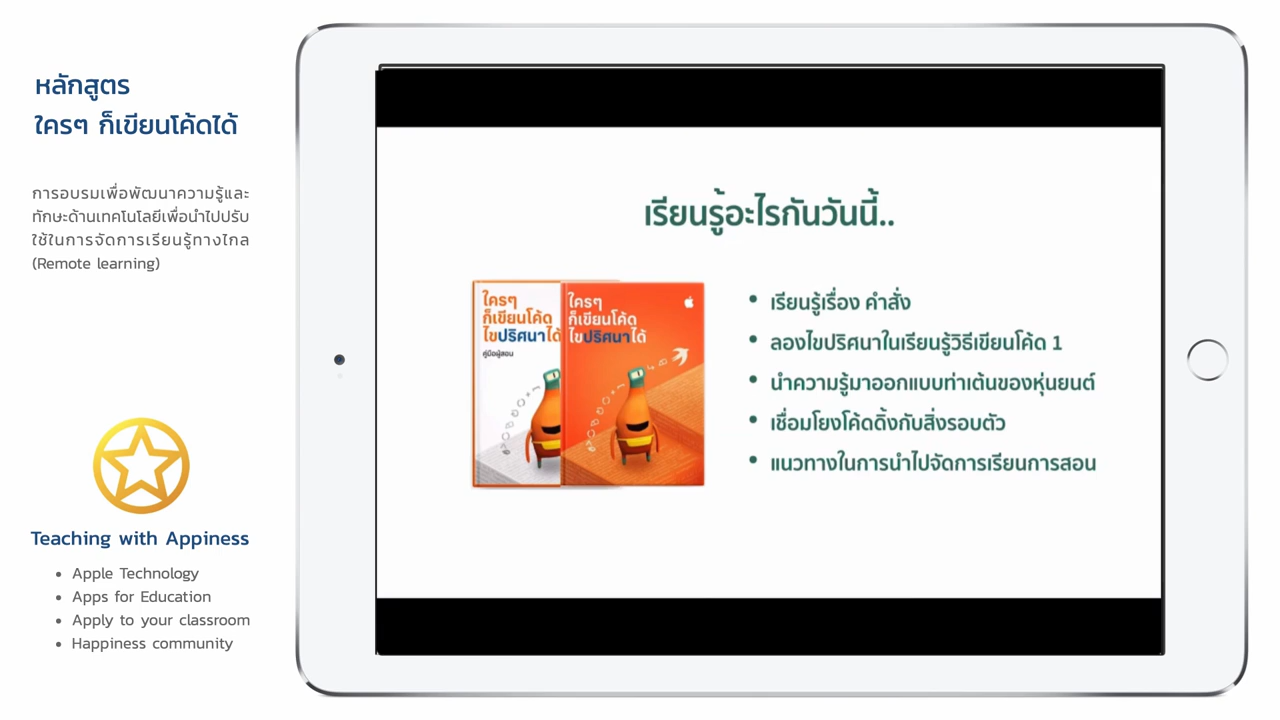 หลักสูตร
ใครๆ ก็เขียนโค้ดได้
การอบรมเพื่อพัฒนาความรู้และ
ทักษะด้านเทคโนโลยีเพื่อนำไปปรับ
ใช้ในการจัดการเรียนรู้ทางไกล
(Remote learning)
Teaching with Appiness
• Apple Technology
• Apps for Education
• Apply to your classroom
• Happiness community
เรียนรู้อะไรกันวันนี้..
ใครๆ
ก็เขียนโค้ด
ไขปริศนาได้
คู่มือผู้สอน
ใครๆ
ก็เขียนโค้ด
ไขปริศนาได้
• เรียนรู้เรื่อง คำสั่ง
• ลองไขปริศนาในเรียนรู้วิธีเขียนโค้ด 1
• นำความรู้มาออกแบบท่าเต้นของหุ่นยนต์
• เชื่อมโยงโค้ดดิ้งกับสิ่งรอบตัว
• แนวทางในการนำไปจัดการเรียนการสอน